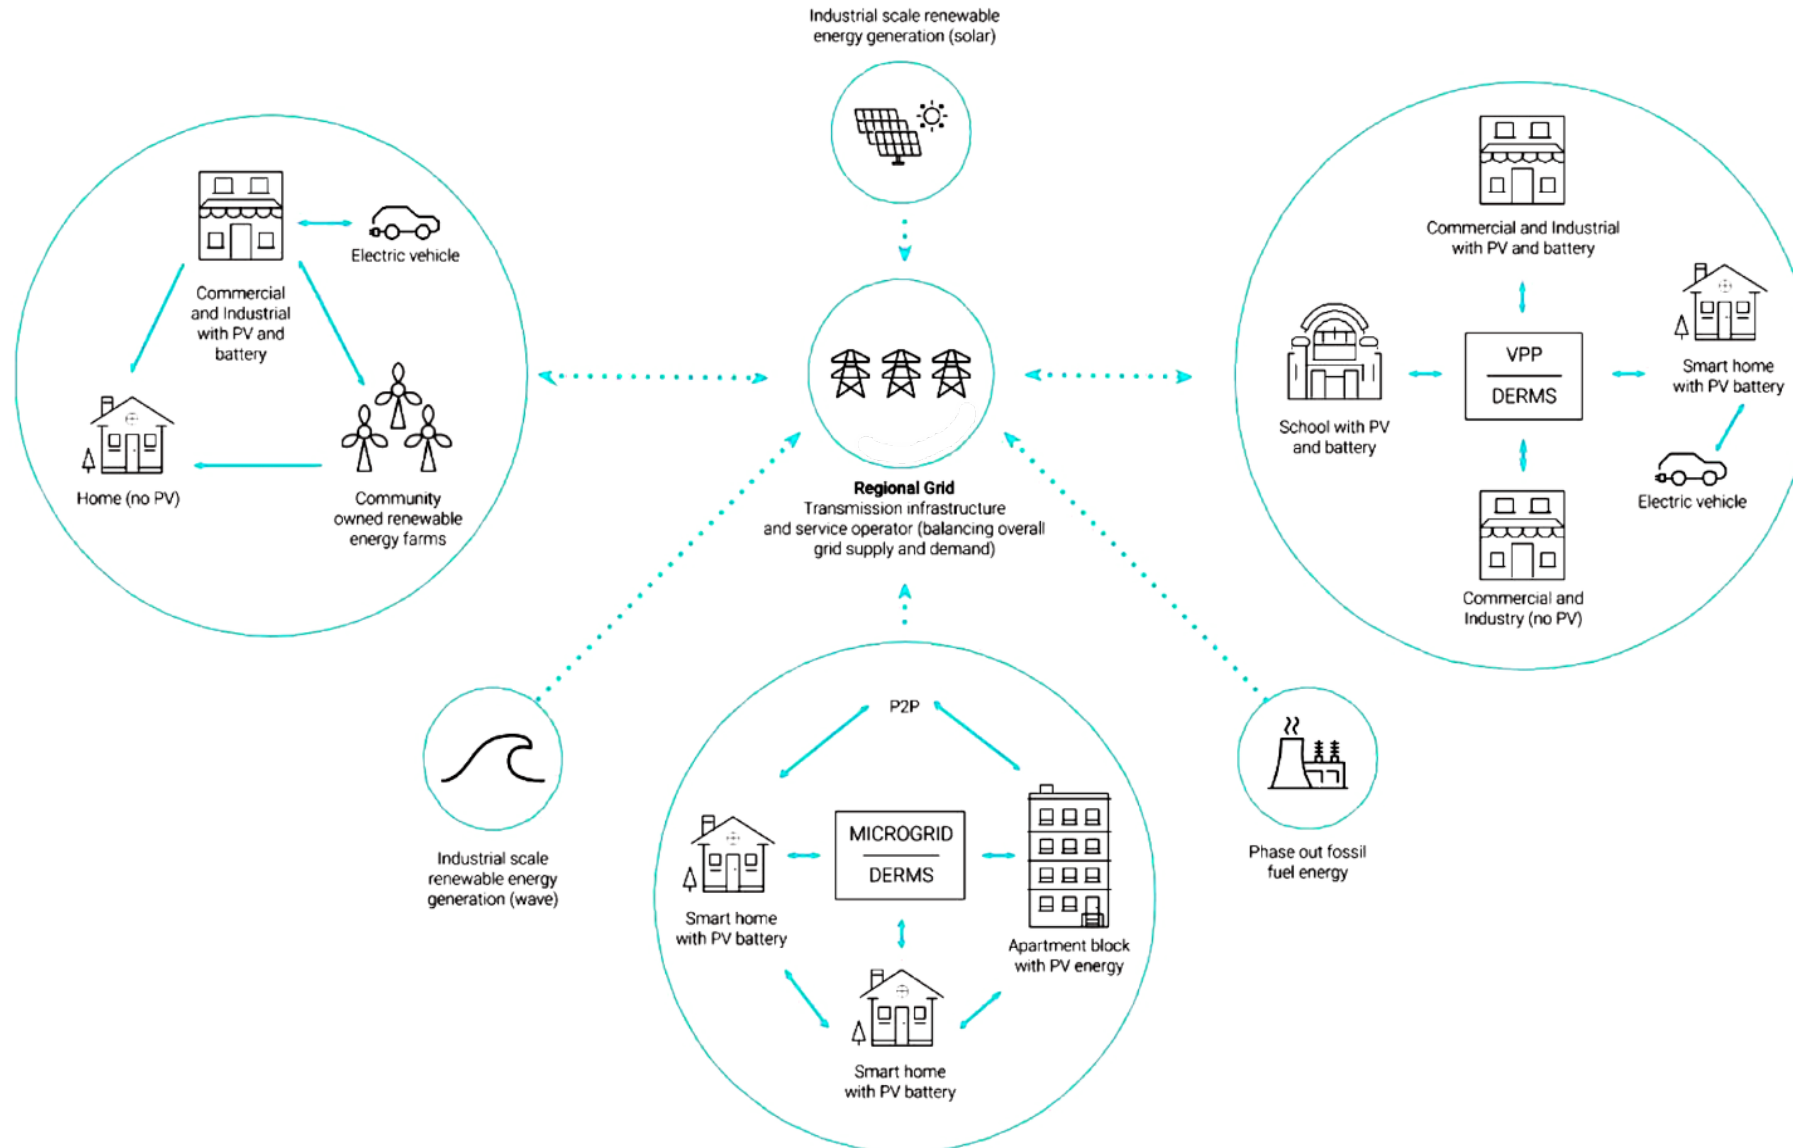 Industrial scale renewable
energy generation (solar)
Commercial
and Industrial
with PV and
battery
Electric vehicle
Home (no PV)
Community
owned renewable
energy farms
Regional Grid
Transmission infrastructure
and service operator (balancing overall
grid supply and demand)
Commercial and Industrial
with PV and battery
School with PV
and battery
VPP
DERMS
Smart home
with PV battery
Electric vehicle
Commercial and
Industry (no PV)
Industrial scale
renewable energy
generation (wave)
P2P
MICROGRID
DERMS
Smart home
with PV battery
Apartment block
with PV energy
Smart home
with PV battery
Phase out fossil
fuel energy